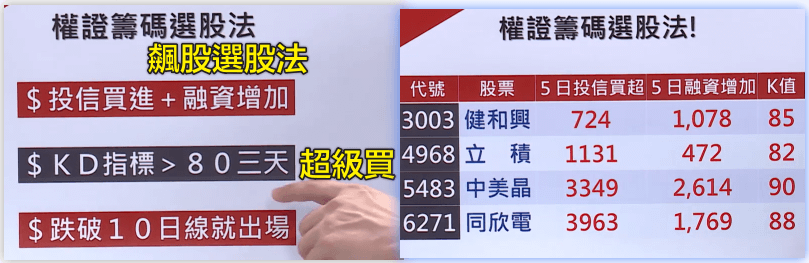 權證籌碼選股法
飆股選股法
＄投信買進＋融資增加
＄ＫＤ指標＞８０三天 超級買
＄跌破１０日線就出場
權證籌碼選股法!
代號 股票 ５日投信買超 ５日融資增加 Ｋ值
3003 健和興 724 1,078 85
4968 立 積 1131 472 82
5483 中美晶 3349 2,614 90
6271 同欣電 3963 1,769 88